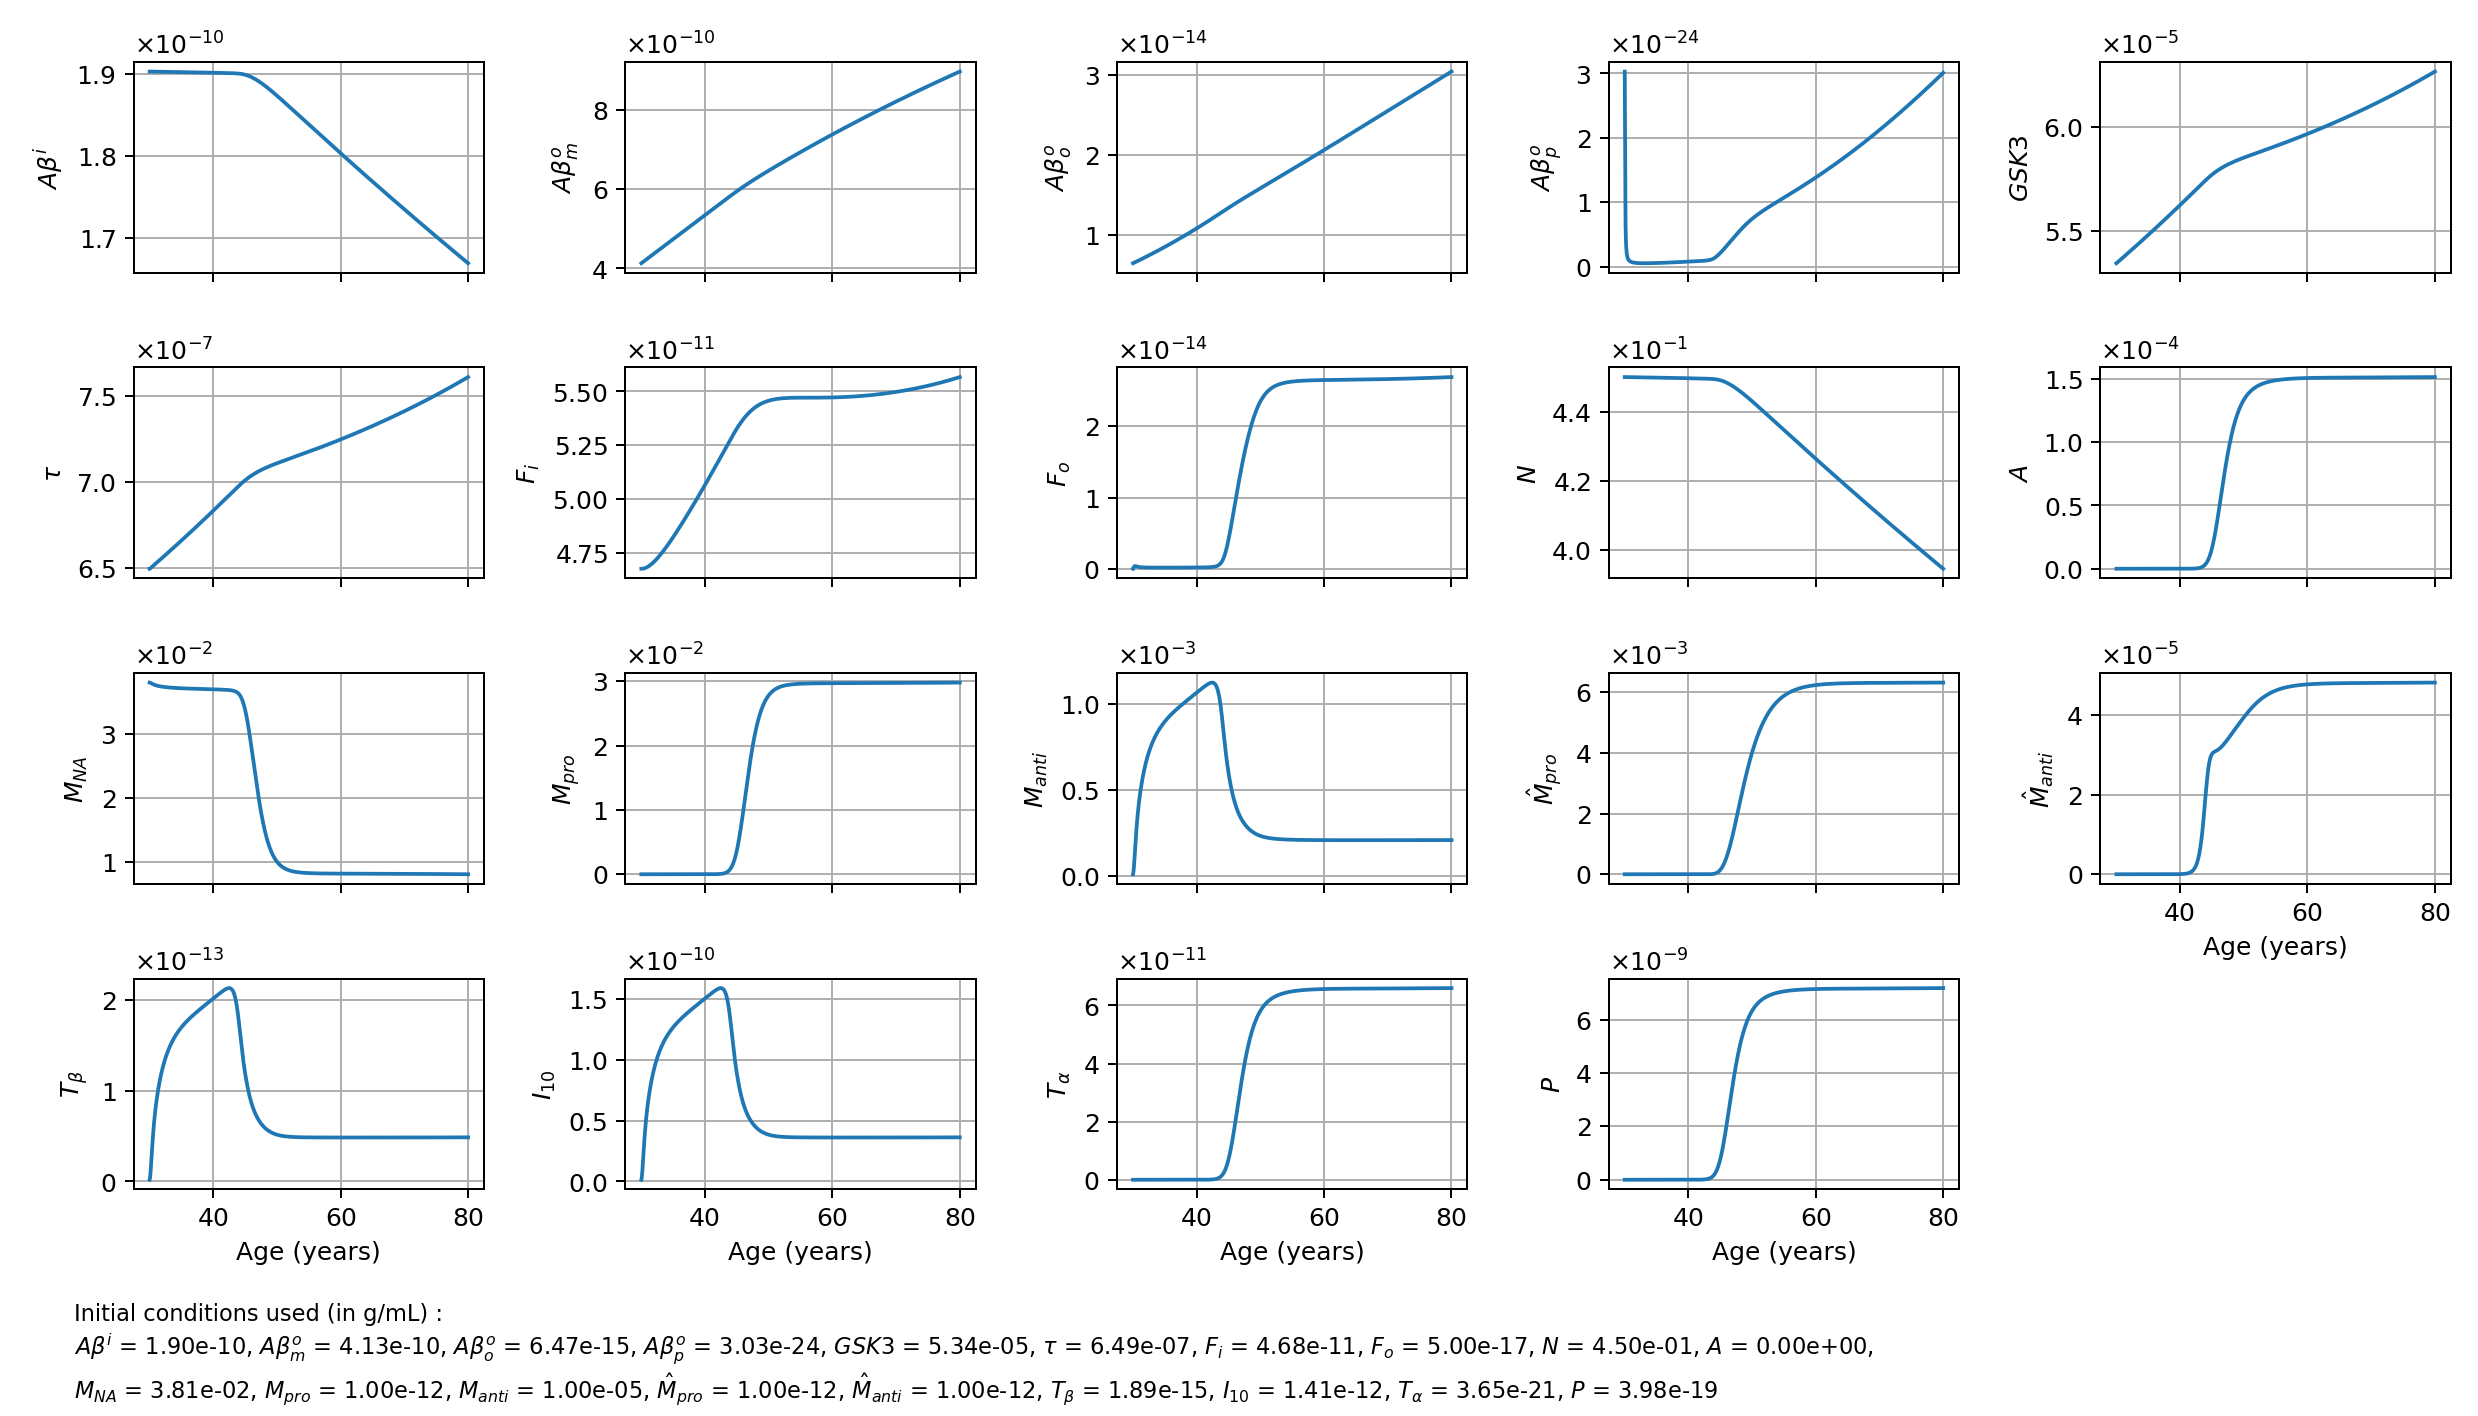 ×10⁻¹⁰ ×10⁻¹⁰ ×10⁻¹⁴ ×10⁻²⁴ ×10⁻⁵
Aβⁱ 1.9 1.8 1.7
Aβₘᵒ 8 6 4
Aβₒᵒ 3 2 1
Aβₚᵒ 3 2 1 0
GSK3 6.0 5.5
×10⁻⁷ ×10⁻¹¹ ×10⁻¹⁴ ×10⁻¹ ×10⁻⁴
τ 7.5 7.0 6.5
Fᵢ 5.50 5.25 5.00 4.75
Fₒ 2 1 0
N 4.4 4.2 4.0
A 1.5 1.0 0.5 0.0
×10⁻² ×10⁻² ×10⁻³ ×10⁻³ ×10⁻⁵
M_NA 3 2 1
M_pro 3 2 1 0
M_anti 1.0 0.5 0.0
M̂_pro 6 4 2 0
M̂_anti 4 2 0
40 60 80
Age (years)
×10⁻¹³ ×10⁻¹⁰ ×10⁻¹¹ ×10⁻⁹
T_β 2 1 0
I₁₀ 1.5 1.0 0.5 0.0
T_α 6 4 2 0
P 6 4 2 0
40 60 80 40 60 80 40 60 80 40 60 80
Age (years) Age (years) Age (years) Age (years)
Initial conditions used (in g/mL) :
Aβⁱ = 1.90e-10, Aβₘᵒ = 4.13e-10, Aβₒᵒ = 6.47e-15, Aβₚᵒ = 3.03e-24, GSK3 = 5.34e-05, τ = 6.49e-07, Fᵢ = 4.68e-11, Fₒ = 5.00e-17, N = 4.50e-01, A = 0.00e+00,
M_NA = 3.81e-02, M_pro = 1.00e-12, M_anti = 1.00e-05, M̂_pro = 1.00e-12, M̂_anti = 1.00e-12, T_β = 1.89e-15, I₁₀ = 1.41e-12, T_α = 3.65e-21, P = 3.98e-19